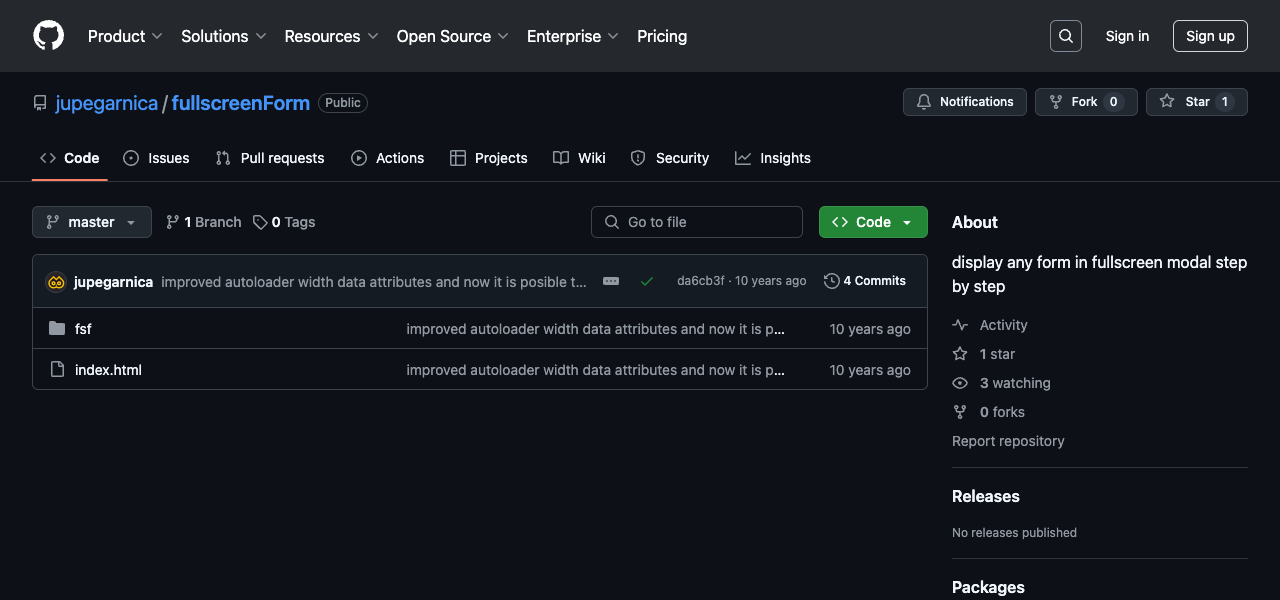 Product Solutions Resources Open Source Enterprise Pricing Sign in Sign up
jupegarnica / fullscreenForm Public Notifications Fork 0 Star 1
Code Issues Pull requests Actions Projects Wiki Security Insights
master 1 Branch 0 Tags Go to file Code
jupegarnica improved autoloader width data attributes and now it is posible t... da6cb3f · 10 years ago 4 Commits
fsf improved autoloader width data attributes and now it is p... 10 years ago
index.html improved autoloader width data attributes and now it is p... 10 years ago
About
display any form in fullscreen modal step
by step
Activity
1 star
3 watching
0 forks
Report repository
Releases
No releases published
Packages